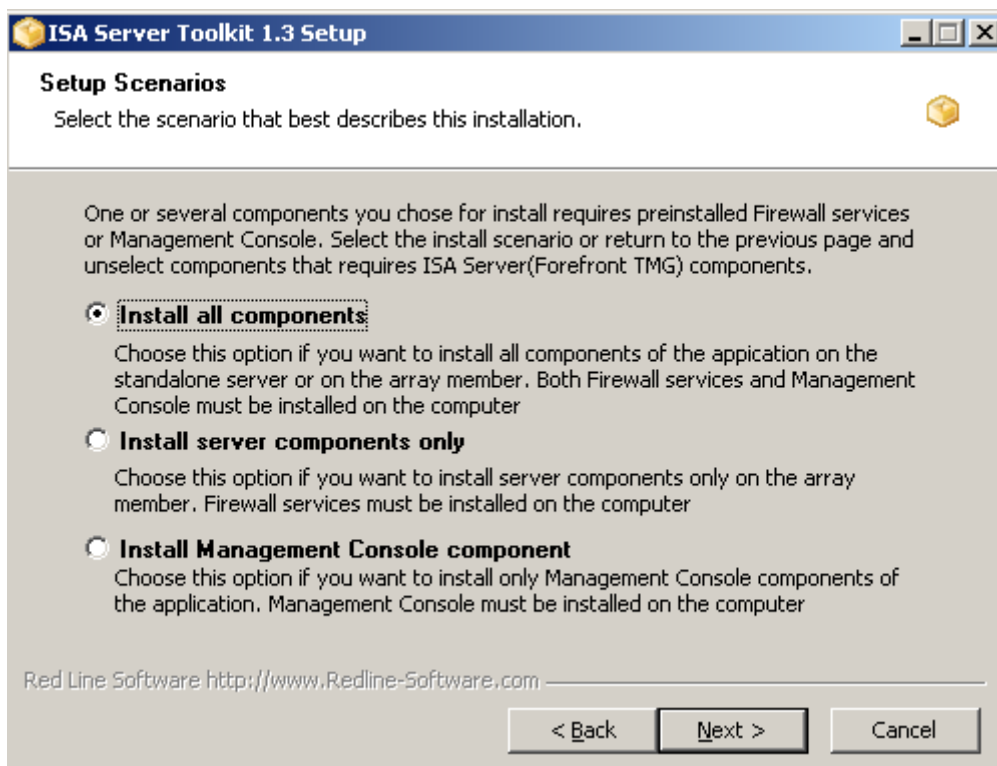 ISA Server Toolkit 1.3 Setup
Setup Scenarios
Select the scenario that best describes this installation.
One or several components you chose for install requires preinstalled Firewall services
or Management Console. Select the install scenario or return to the previous page and
unselect components that requires ISA Server(Forefront TMG) components.
Install all components
Choose this option if you want to install all components of the appication on the
standalone server or on the array member. Both Firewall services and Management
Console must be installed on the computer
Install server components only
Choose this option if you want to install server components only on the array
member. Firewall services must be installed on the computer
Install Management Console component
Choose this option if you want to install only Management Console components of
the application. Management Console must be installed on the computer
Red Line Software http://www.Redline-Software.com
< Back
Next >
Cancel